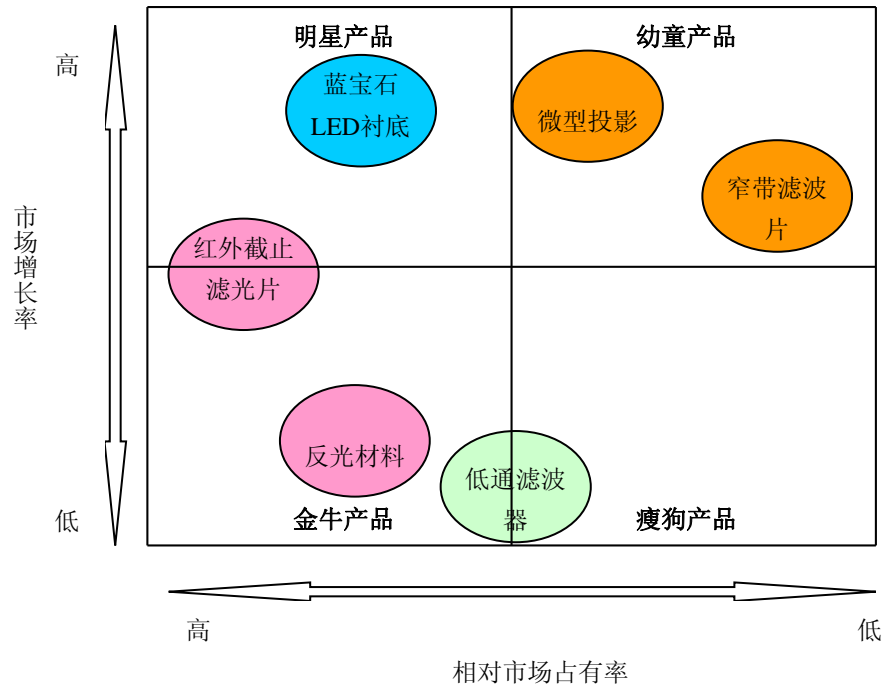 明星产品
幼童产品
高
蓝宝石
LED衬底
微型投影
窄带滤波
片
市场增长率
红外截止
滤光片
反光材料
低通滤波
器
低
金牛产品
瘦狗产品
高
低
相对市场占有率